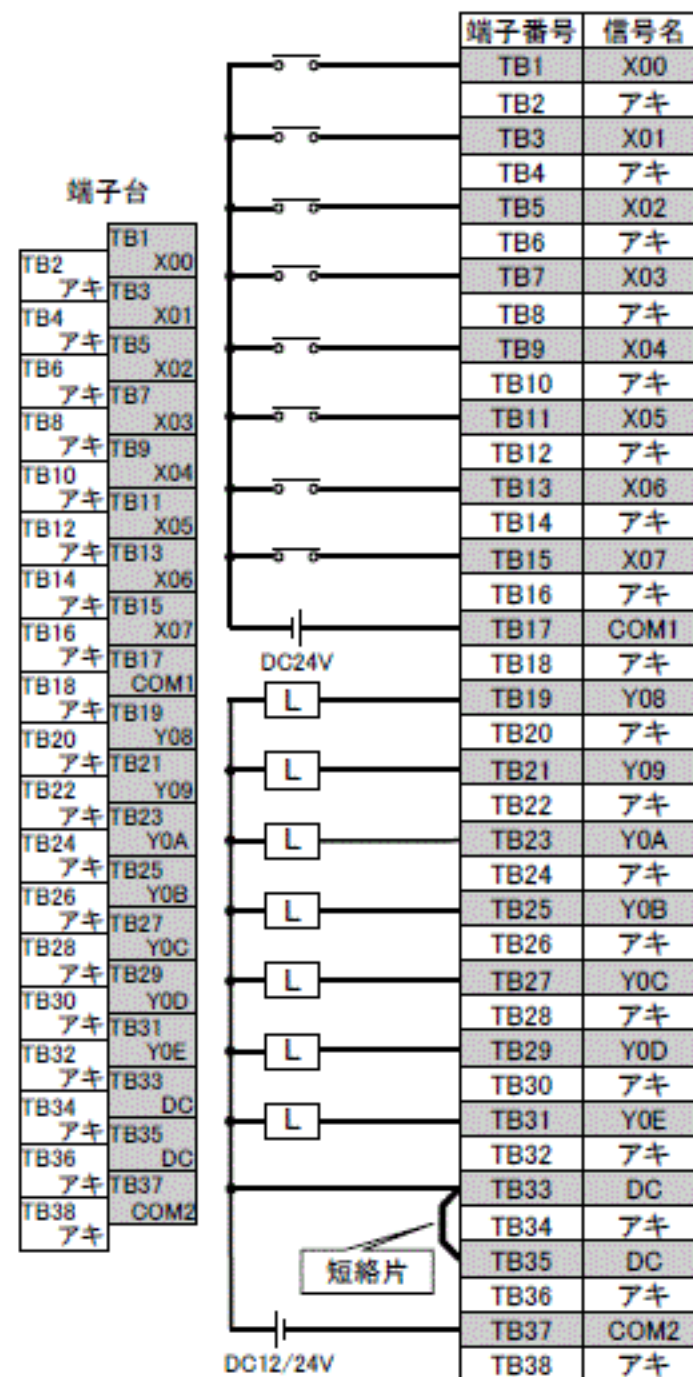 端子台
TB1
X00
TB2
アキ
TB3
X01
TB4
アキ
TB5
X02
TB6
アキ
TB7
X03
TB8
アキ
TB9
X04
TB10
アキ
TB11
X05
TB12
アキ
TB13
X06
TB14
アキ
TB15
X07
TB16
アキ
TB17
COM1
TB18
アキ
TB19
Y08
TB20
アキ
TB21
Y09
TB22
アキ
TB23
Y0A
TB24
アキ
TB25
Y0B
TB26
アキ
TB27
Y0C
TB28
アキ
TB29
Y0D
TB30
アキ
TB31
Y0E
TB32
アキ
TB33
DC
TB34
アキ
TB35
DC
TB36
アキ
TB37
COM2
TB38
アキ
DC24V
L
L
L
L
L
L
L
短絡片
DC12/24V
端子番号 信号名
TB1 X00
TB2 アキ
TB3 X01
TB4 アキ
TB5 X02
TB6 アキ
TB7 X03
TB8 アキ
TB9 X04
TB10 アキ
TB11 X05
TB12 アキ
TB13 X06
TB14 アキ
TB15 X07
TB16 アキ
TB17 COM1
TB18 アキ
TB19 Y08
TB20 アキ
TB21 Y09
TB22 アキ
TB23 Y0A
TB24 アキ
TB25 Y0B
TB26 アキ
TB27 Y0C
TB28 アキ
TB29 Y0D
TB30 アキ
TB31 Y0E
TB32 アキ
TB33 DC
TB34 アキ
TB35 DC
TB36 アキ
TB37 COM2
TB38 アキ